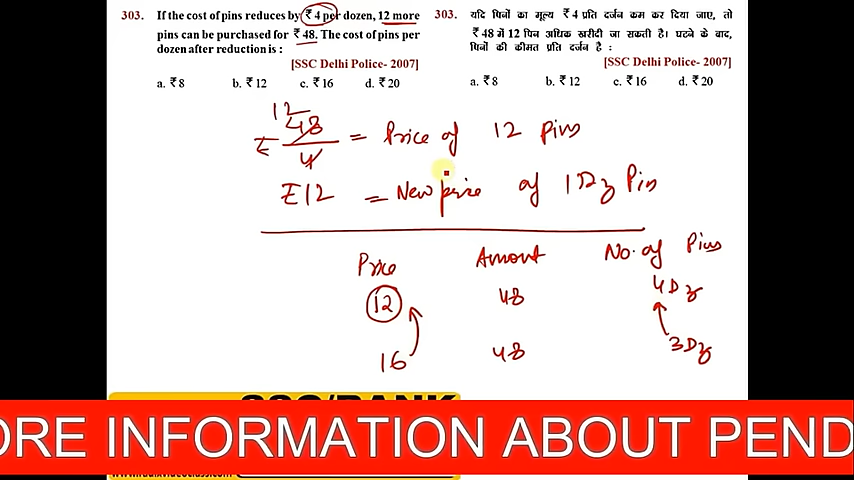 303. If the cost of pins reduces by ₹ 4 per dozen, 12 more
pins can be purchased for ₹ 48. The cost of pins per
dozen after reduction is :
[SSC Delhi Police- 2007]
a. ₹ 8 b. ₹ 12 c. ₹ 16 d. ₹ 20
303. यदि पिनों का मूल्य ₹ 4 प्रति दर्जन कम कर दिया जाए, तो
₹ 48 में 12 पिन अधिक खरीदी जा सकती है। घटने के बाद,
पिनों की कीमत प्रति दर्जन है :
[SSC Delhi Police- 2007]
a. ₹ 8 b. ₹ 12 c. ₹ 16 d. ₹ 20
12
₹ 48/4 = Price of 12 Pins
₹12 = New price of 1Dz Pin
Price Amount No. of Pins
12 48 4Dz
16 48 3Dz
SSC/BANK
ORE INFORMATION ABOUT PEND